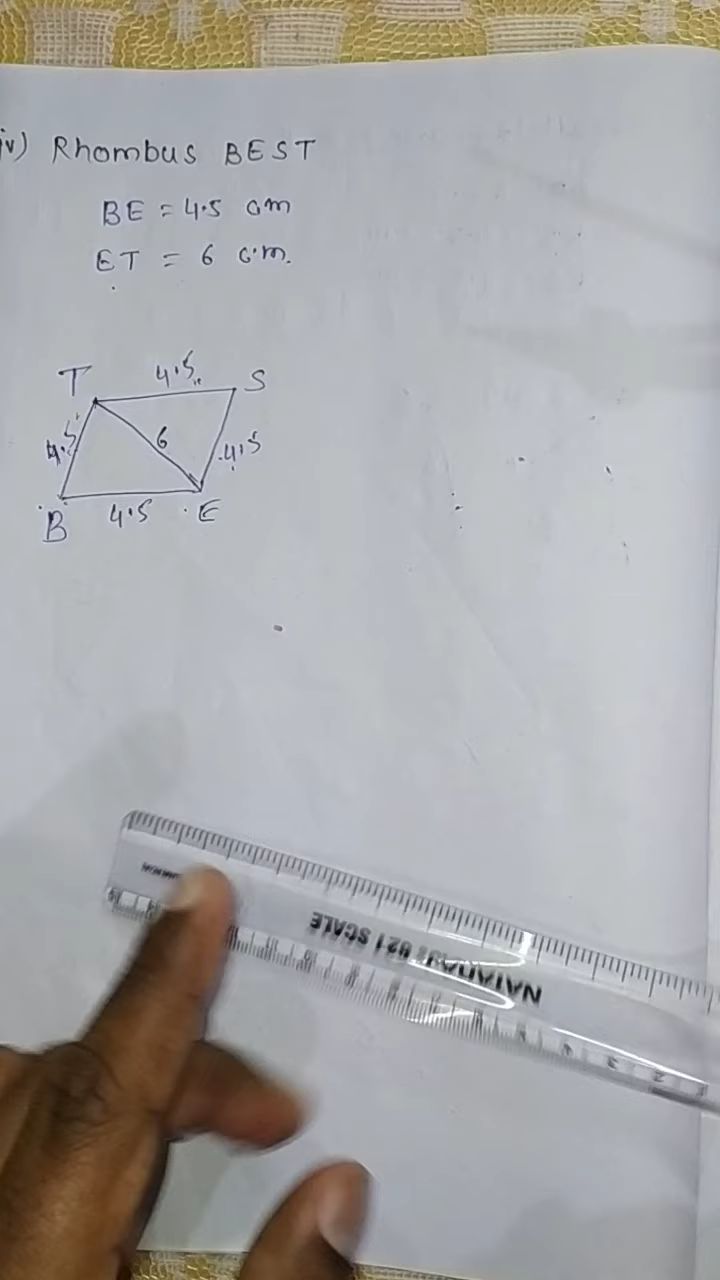 iv) Rhombus BEST
BE = 4.5 cm
ET = 6 cm.
T 4.5 S
4.5 6 4.5
B 4.5 E
NATARAJ 621 SCALE